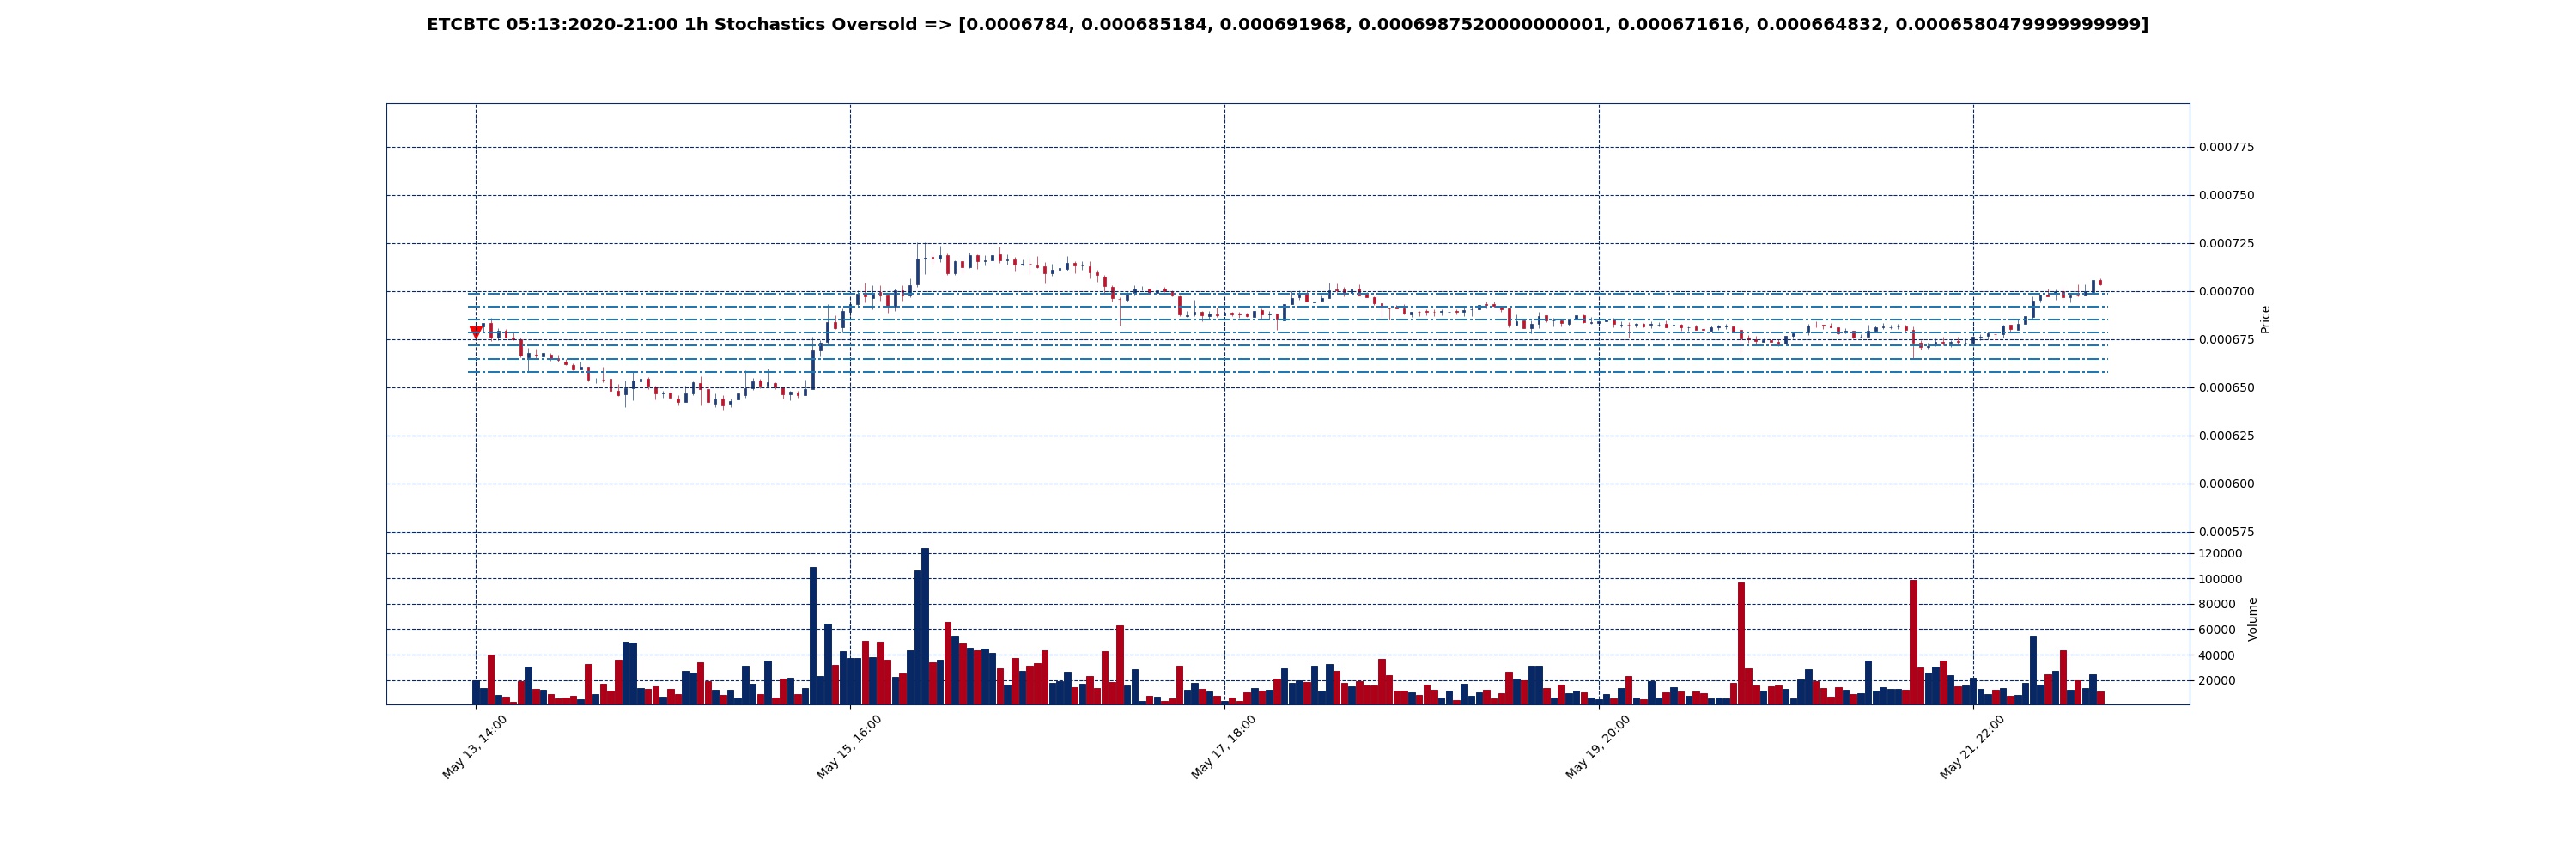 ETCBTC 05:13:2020-21:00 1h Stochastics Oversold => [0.0006784, 0.000685184, 0.000691968, 0.0006987520000000001, 0.000671616, 0.000664832, 0.0006580479999999999]
0.000775
0.000750
0.000725
0.000700
0.000675
0.000650
0.000625
0.000600
0.000575
Price
120000
100000
80000
60000
40000
20000
Volume
May 13, 14:00
May 15, 16:00
May 17, 18:00
May 19, 20:00
May 21, 22:00